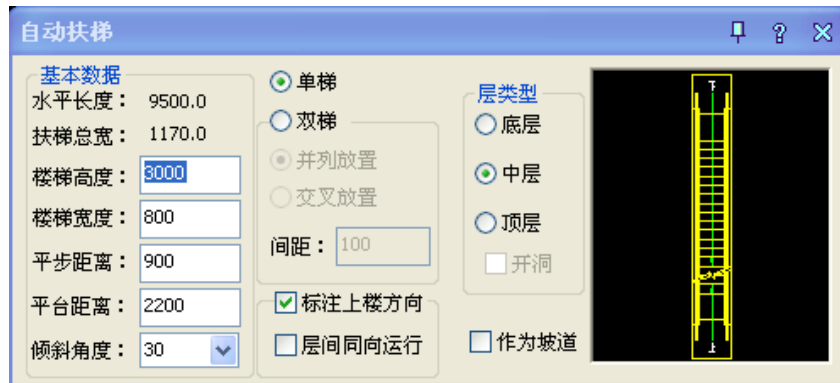 自动扶梯
基本数据
水平长度： 9500.0
扶梯总宽： 1170.0
楼梯高度： 3000
楼梯宽度： 800
平步距离： 900
平台距离： 2200
倾斜角度： 30
单梯
双梯
并列放置
交叉放置
间距： 100
标注上楼方向
层间同向运行
层类型
底层
中层
顶层
开洞
作为坡道
下
上